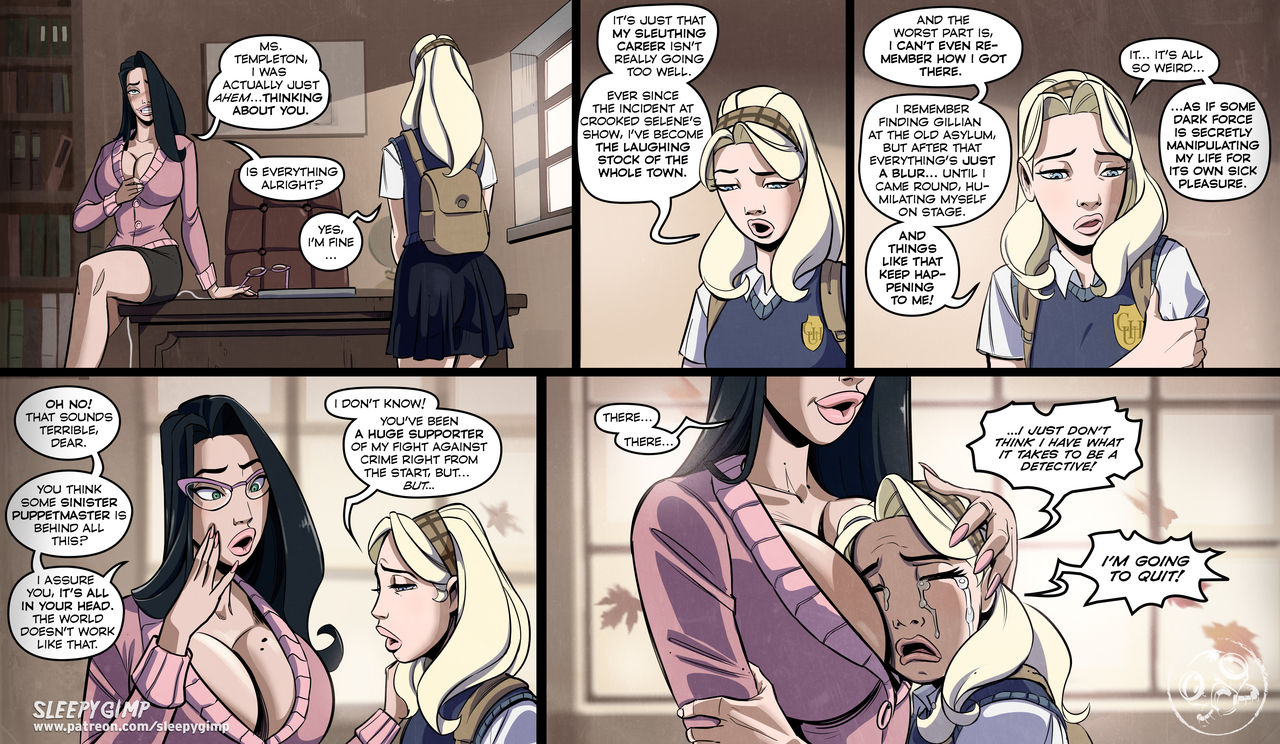 MS.
TEMPLETON,
I WAS
ACTUALLY JUST
AHEM...THINKING
ABOUT YOU.
IS EVERYTHING
ALRIGHT?
YES,
I'M FINE
...
IT'S JUST THAT
MY SLEUTHING
CAREER ISN'T
REALLY GOING
TOO WELL.
EVER SINCE
THE INCIDENT AT
CROOKED SELENE'S
SHOW, I'VE BECOME
THE LAUGHING
STOCK OF THE
WHOLE TOWN.
AND THE
WORST PART IS,
I CAN'T EVEN RE-
MEMBER HOW I GOT
THERE.
I REMEMBER
FINDING GILLIAN
AT THE OLD ASYLUM,
BUT AFTER THAT
EVERYTHING'S JUST
A BLUR... UNTIL I
CAME ROUND, HU-
MILATING MYSELF
ON STAGE.
AND
THINGS
LIKE THAT
KEEP HAP-
PENING
TO ME!
IT... IT'S ALL
SO WEIRD...
...AS IF SOME
DARK FORCE
IS SECRETLY
MANIPULATING
MY LIFE FOR
ITS OWN SICK
PLEASURE.
OH NO!
THAT SOUNDS
TERRIBLE,
DEAR.
YOU THINK
SOME SINISTER
PUPPETMASTER IS
BEHIND ALL
THIS?
I ASSURE
YOU, IT'S ALL
IN YOUR HEAD.
THE WORLD
DOESN'T WORK
LIKE THAT.
I DON'T KNOW!
YOU'VE BEEN
A HUGE SUPPORTER
OF MY FIGHT AGAINST
CRIME RIGHT FROM
THE START, BUT...
BUT...
THERE...
THERE...
...I JUST DON'T
THINK I HAVE WHAT
IT TAKES TO BE A
DETECTIVE!
I'M GOING
TO QUIT!
SLEEPYGIMP
www.patreon.com/sleepygimp